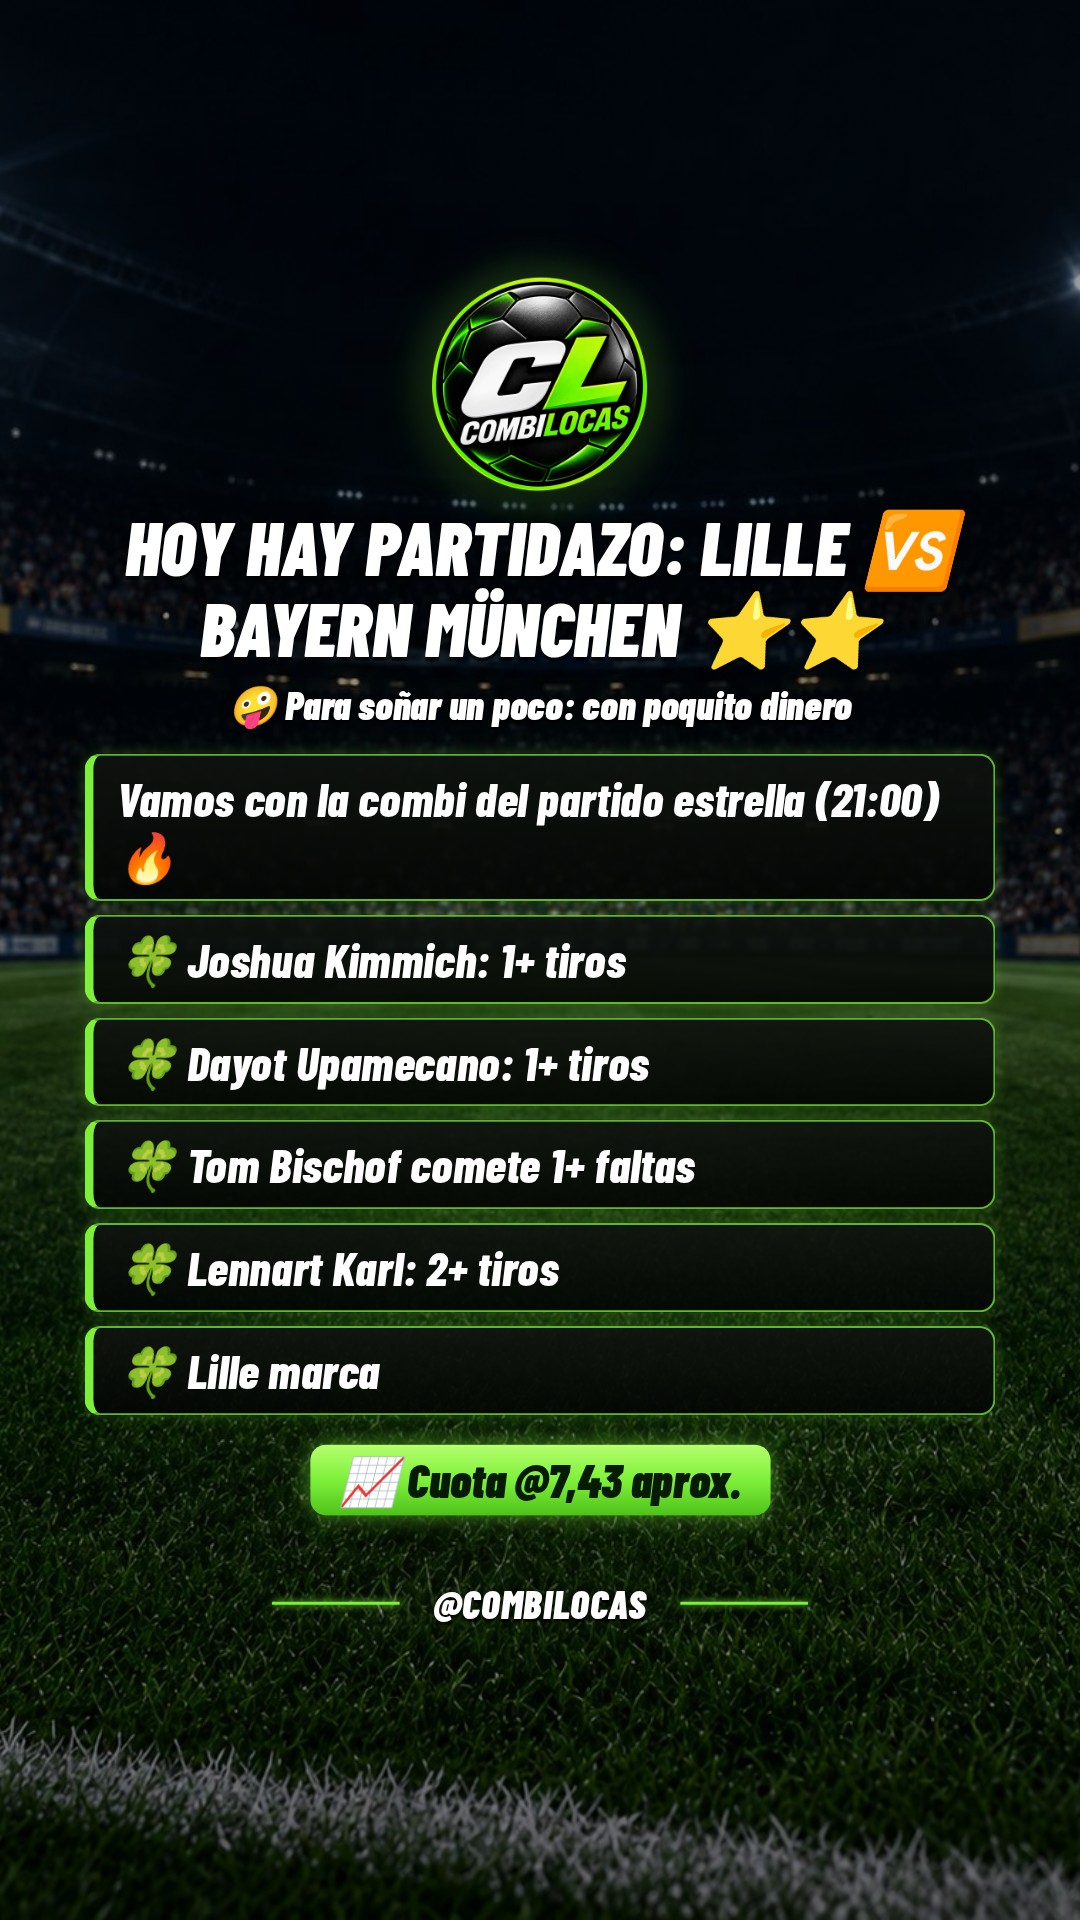 CL
COMBILOCAS
HOY HAY PARTIDAZO: LILLE 🆚
BAYERN MÜNCHEN ⭐⭐
🤪 Para soñar un poco: con poquito dinero
Vamos con la combi del partido estrella (21:00)
🔥
🍀 Joshua Kimmich: 1+ tiros
🍀 Dayot Upamecano: 1+ tiros
🍀 Tom Bischof comete 1+ faltas
🍀 Lennart Karl: 2+ tiros
🍀 Lille marca
📈 Cuota @7,43 aprox.
@COMBILOCAS